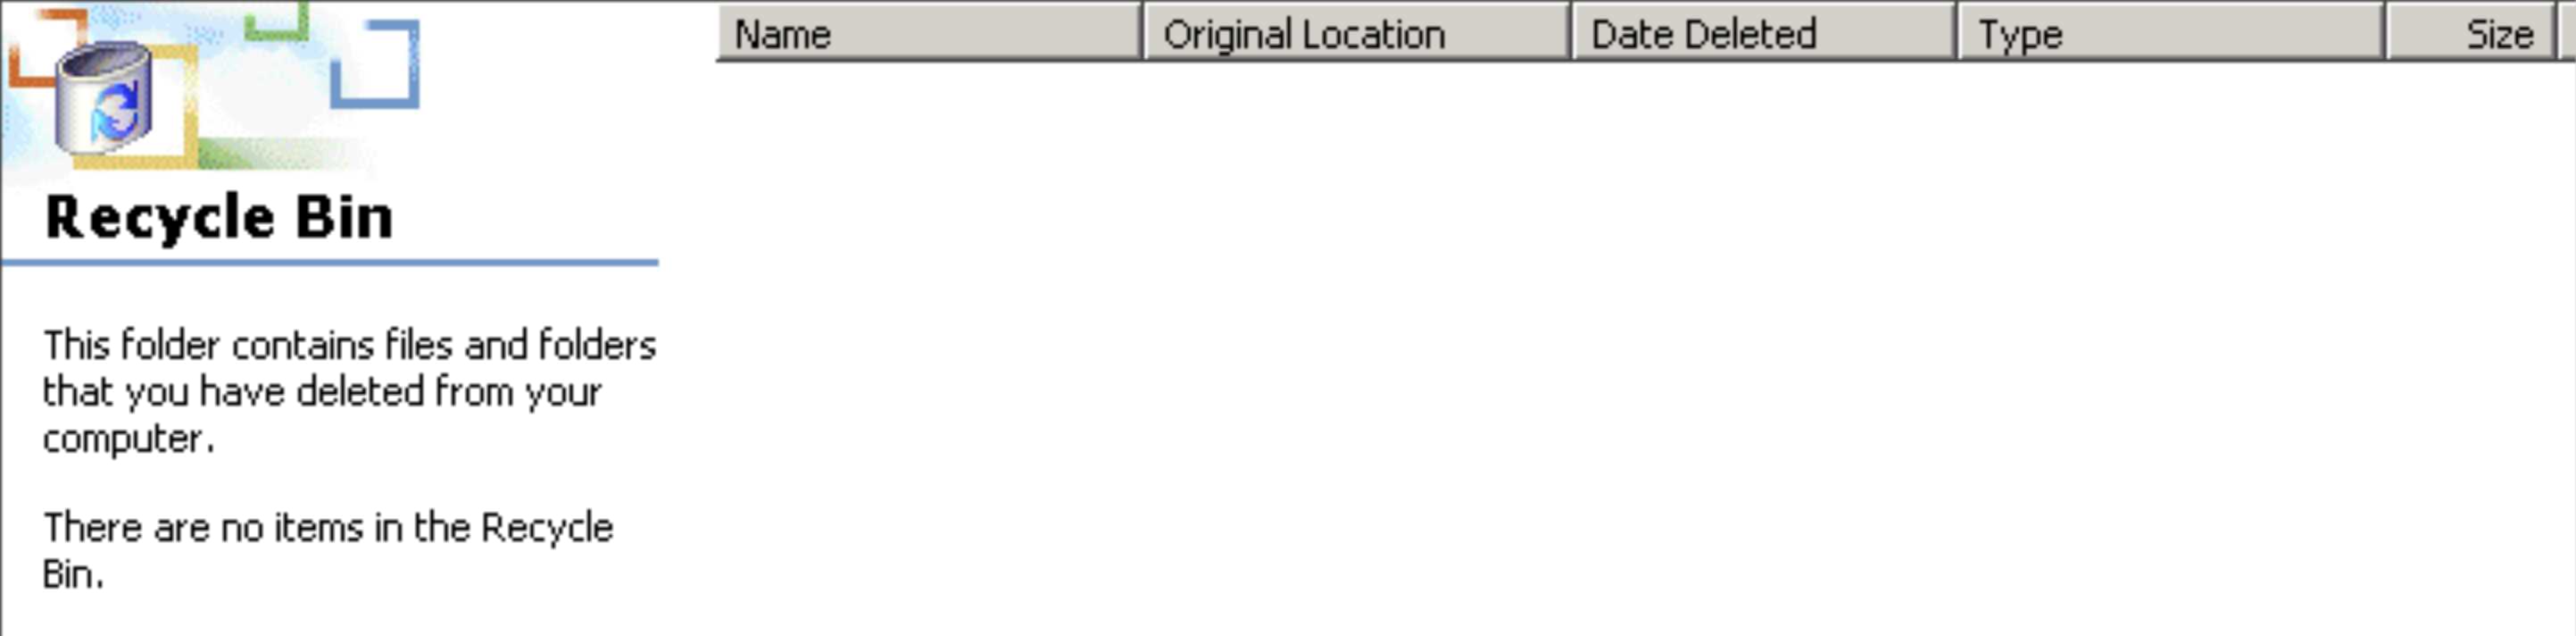 Name Original Location Date Deleted Type Size
Recycle Bin
This folder contains files and folders
that you have deleted from your
computer.
There are no items in the Recycle
Bin.